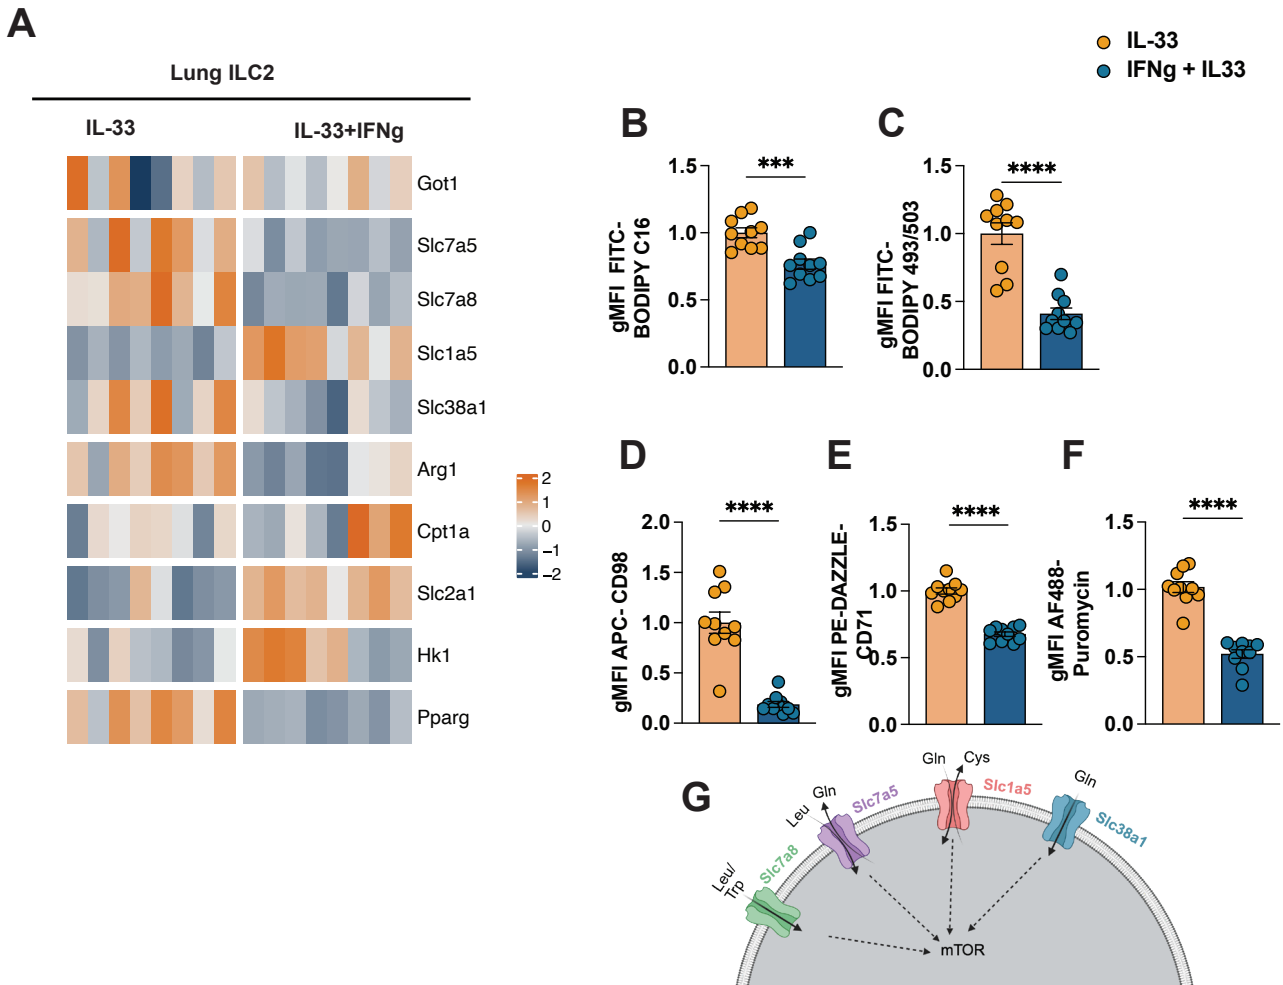 A
Lung ILC2
IL-33
IL-33+IFNg
Got1
Slc7a5
Slc7a8
Slc1a5
Slc38a1
Arg1
Cpt1a
Slc2a1
Hk1
Pparg
2
1
0
−1
−2
IL-33
IFNg + IL33
B
gMFI FITC-
BODIPY C16
1.5
1.0
0.5
0.0
***
C
gMFI FITC-
BODIPY 493/503
1.5
1.0
0.5
0.0
****
D
gMFI APC- CD98
2.0
1.5
1.0
0.5
0.0
****
E
gMFI PE-DAZZLE-
CD71
1.5
1.0
0.5
0.0
****
F
gMFI AF488-
Puromycin
1.5
1.0
0.5
0.0
****
G
Leu/
Trp
Slc7a8
Leu
Gln
Slc7a5
Gln
Cys
Slc1a5
Gln
Slc38a1
mTOR